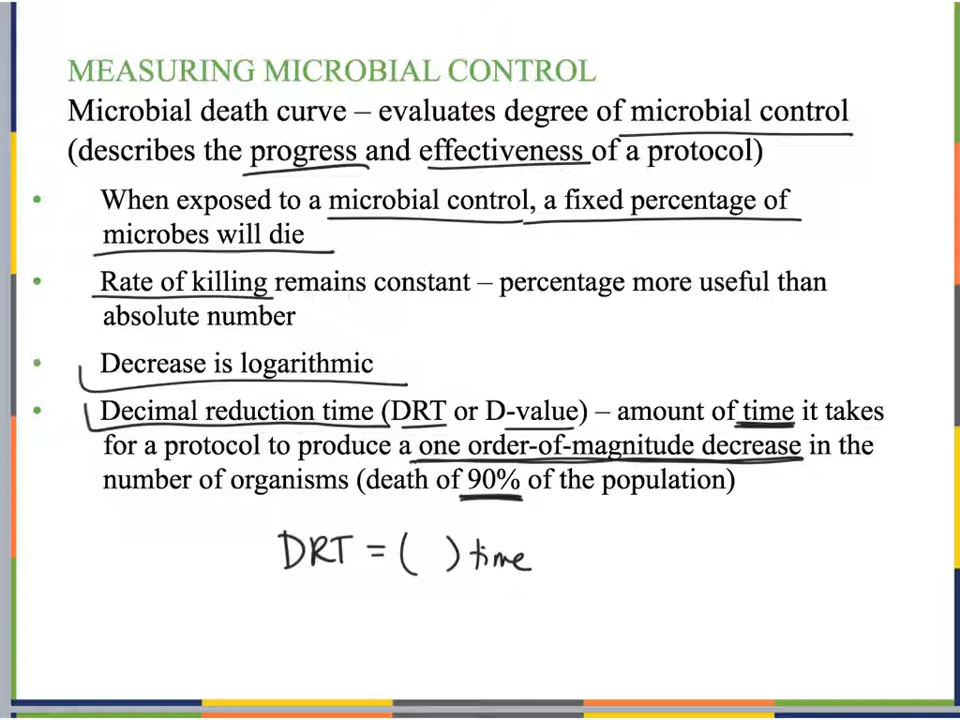 MEASURING MICROBIAL CONTROL
Microbial death curve – evaluates degree of microbial control
(describes the progress and effectiveness of a protocol)
• When exposed to a microbial control, a fixed percentage of
microbes will die
• Rate of killing remains constant – percentage more useful than
absolute number
• Decrease is logarithmic
• Decimal reduction time (DRT or D-value) – amount of time it takes
for a protocol to produce a one order-of-magnitude decrease in the
number of organisms (death of 90% of the population)
DRT = ( ) time